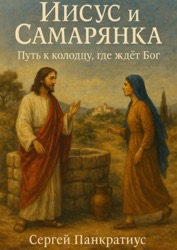 Иисус и
Самарянка
Путь к колодцу, где ждёт Бог
Сергей Панкратиус